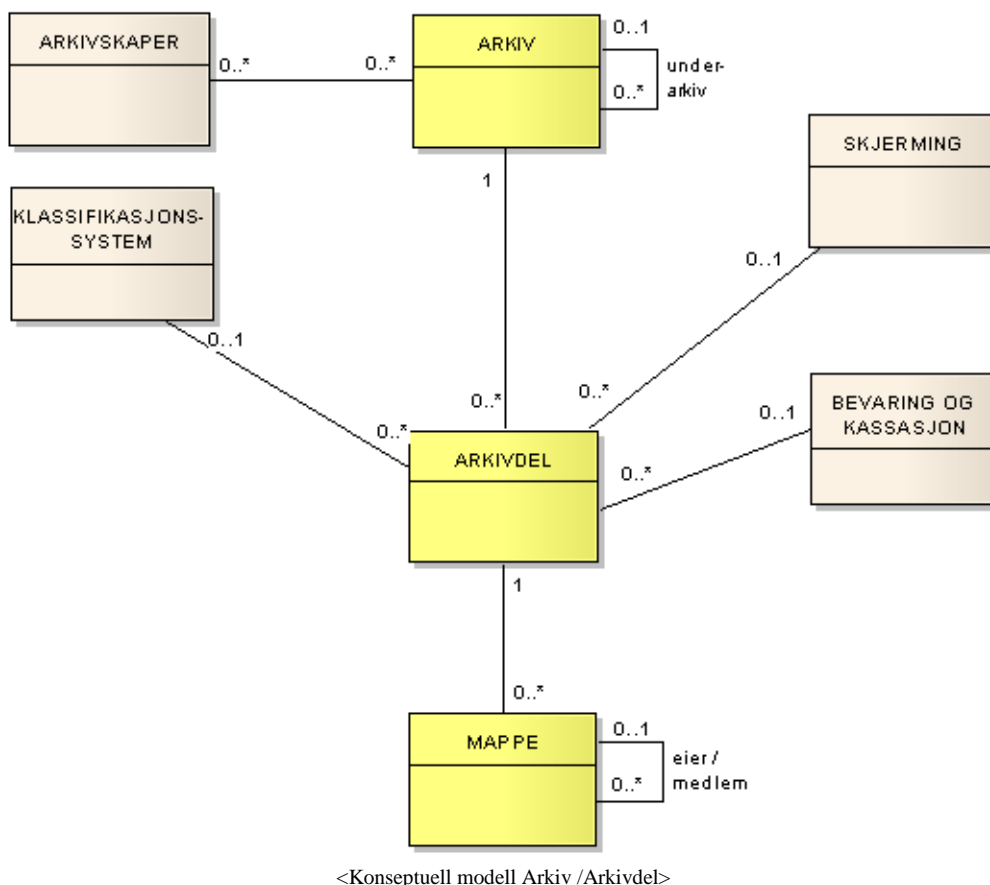 ARKIVSKAPER
0..*
0..*
ARKIV
0..1
0..*
under-
arkiv
1
SKJERMING
0..1
KLASSIFIKASJONS-
SYSTEM
0..1
0..*
0..*
0..*
BEVARING OG
KASSASJON
0..1
0..*
ARKIVDEL
1
0..*
MAPPE
0..1
0..*
eier /
medlem
<Konseptuell modell Arkiv /Arkivdel>